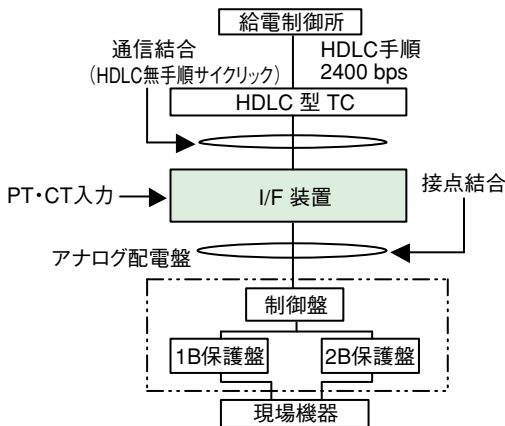 給電制御所
通信結合
(HDLC無手順サイクリック)
HDLC手順
2400 bps
HDLC 型 TC
PT・CT入力
I/F 装置
接点結合
アナログ配電盤
制御盤
1B保護盤
2B保護盤
現場機器